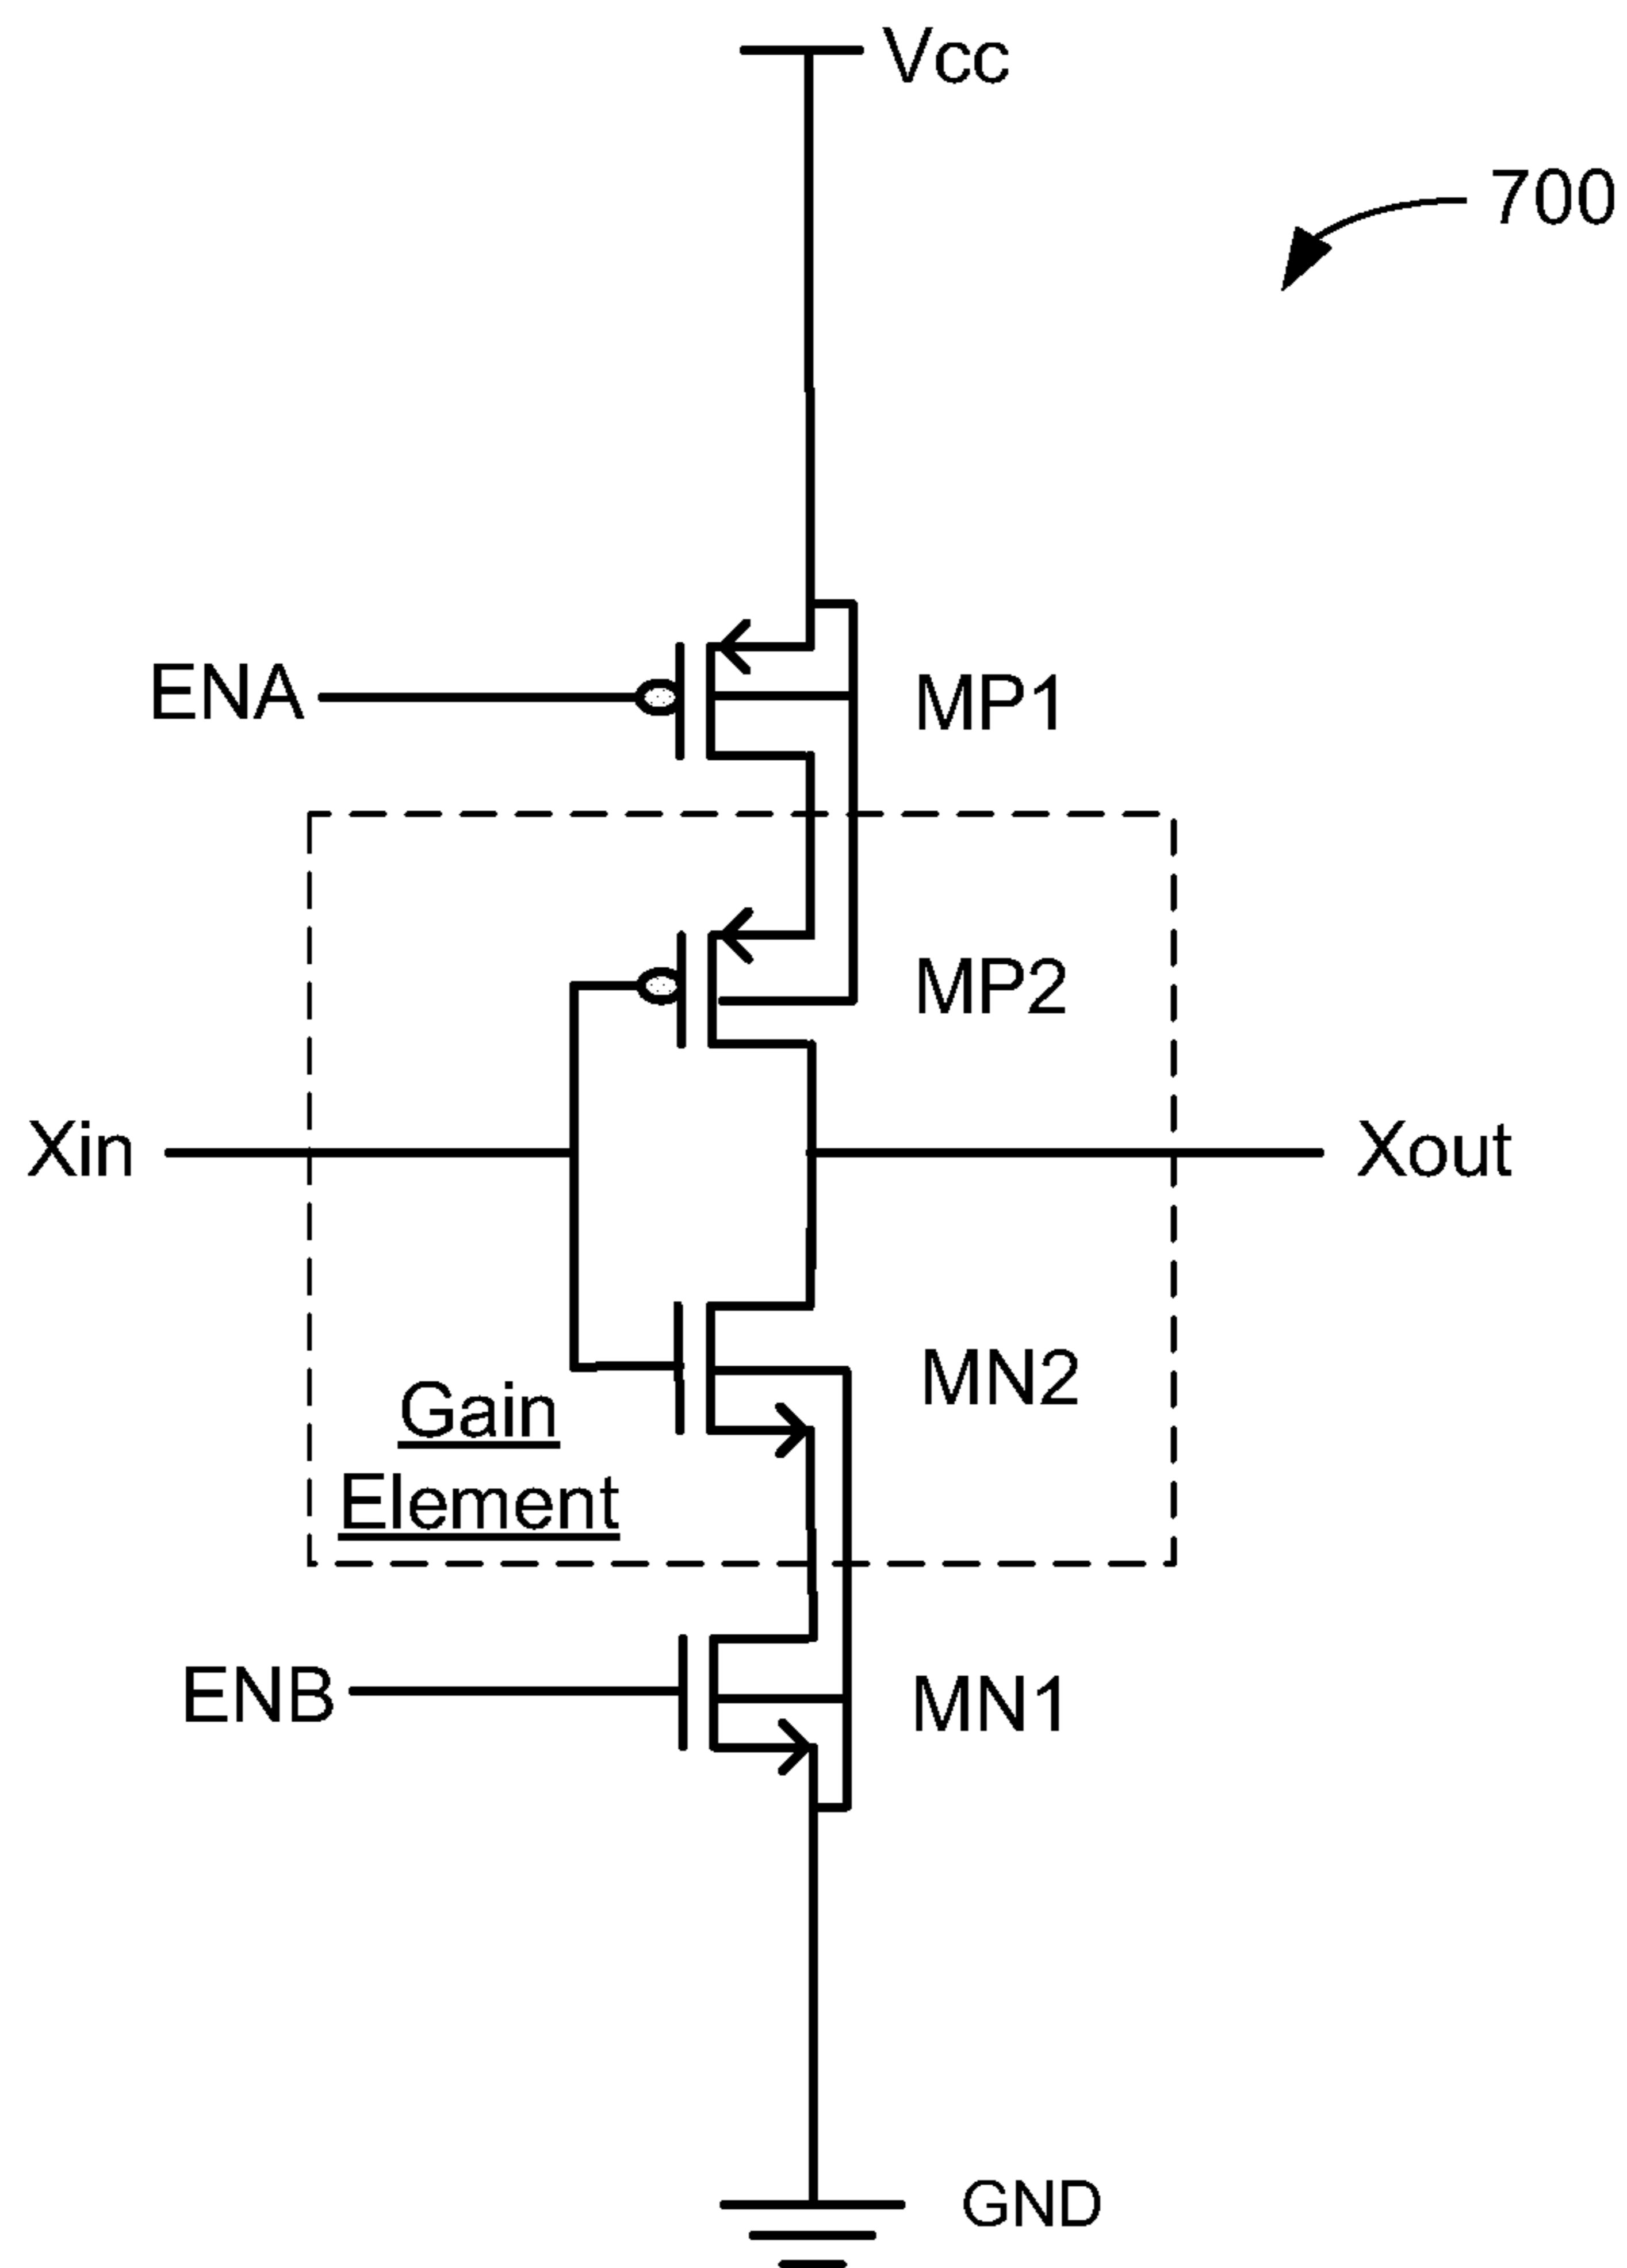 Vcc
700
ENA
MP1
MP2
Xin
Xout
MN2
Gain
Element
ENB
MN1
GND